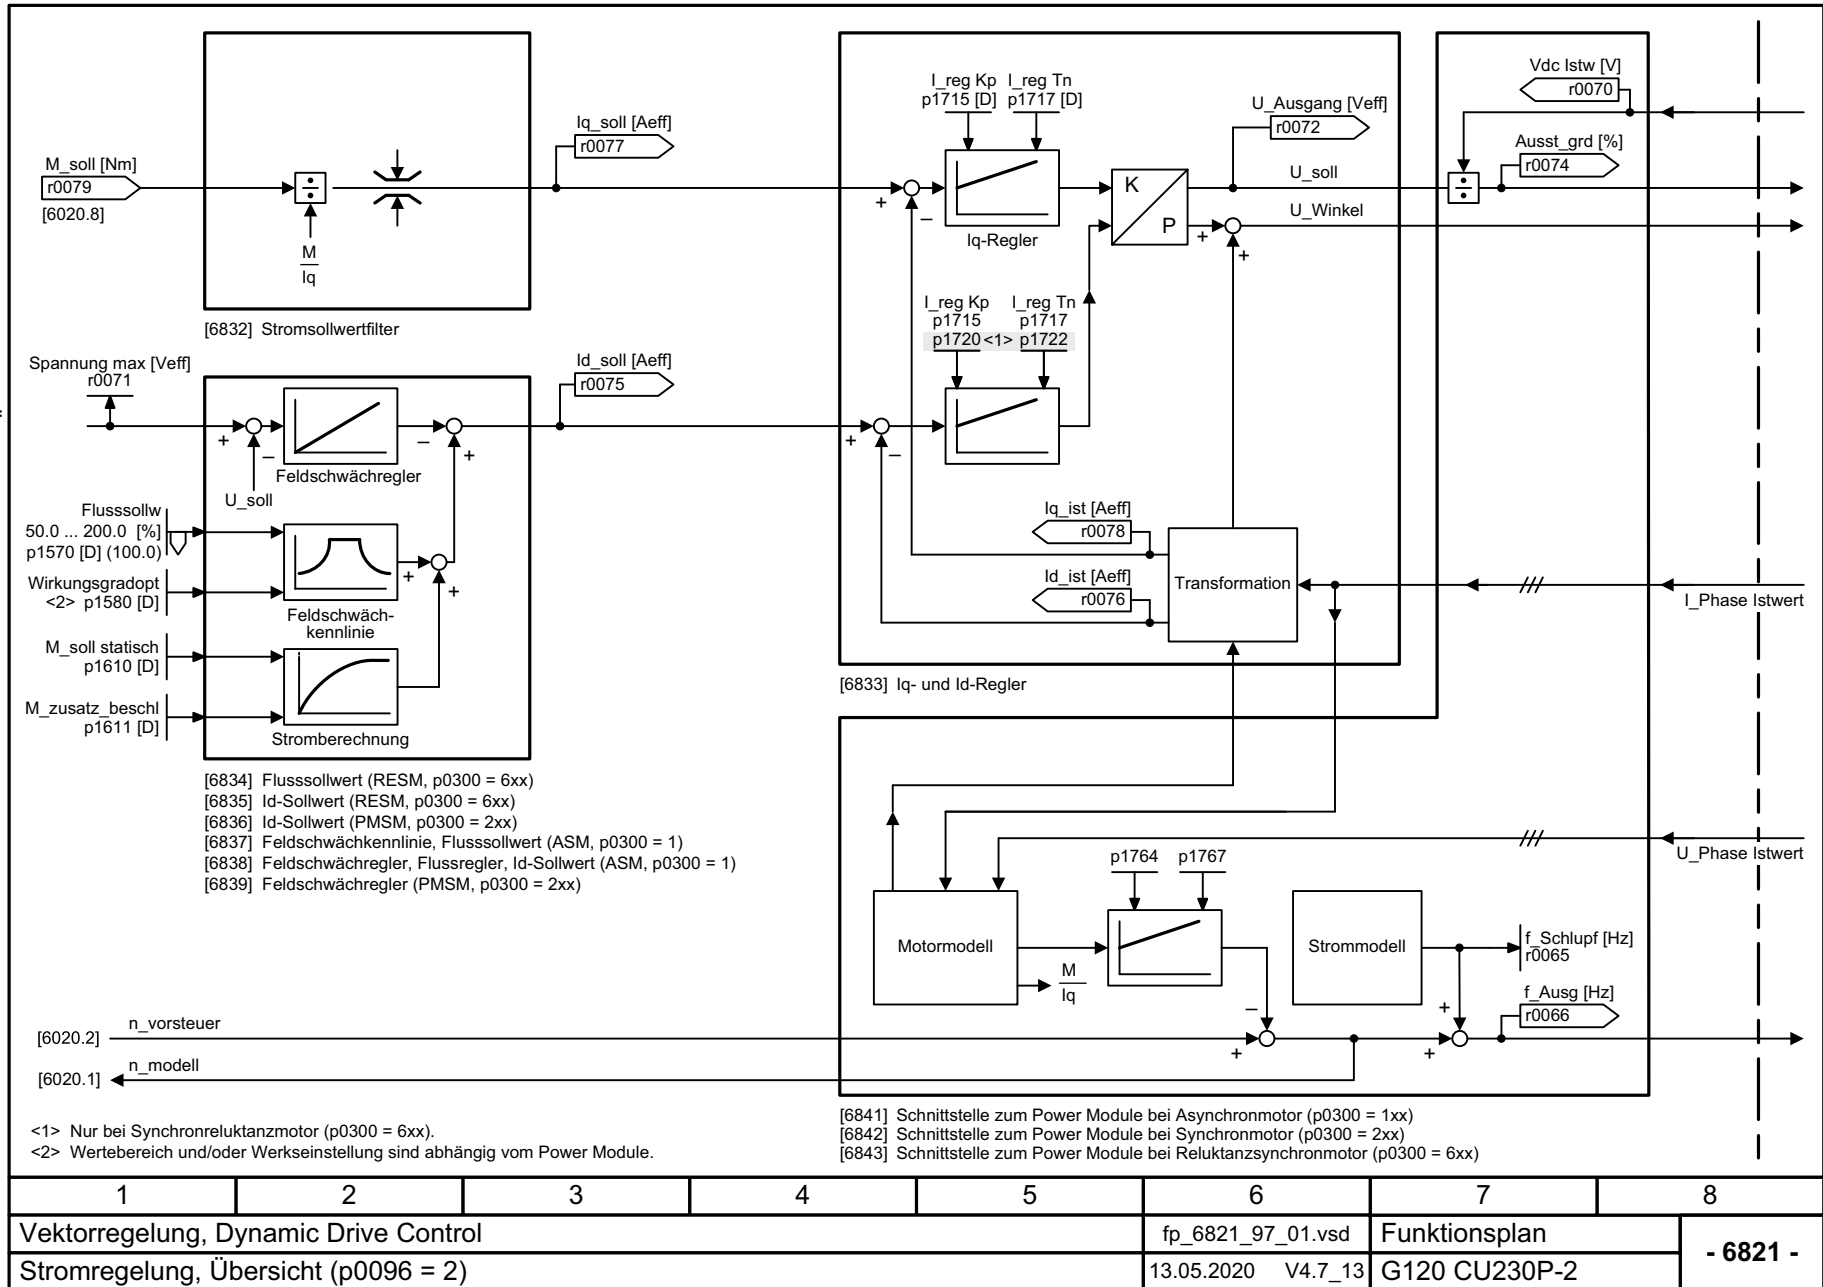 M_soll [Nm]
r0079
[6020.8]
÷
M
Iq
[6832] Stromsollwertfilter
Iq_soll [Aeff]
r0077
Spannung max [Veff]
r0071
+
–
U_soll
Feldschwächregler
–
+
Id_soll [Aeff]
r0075
Flusssollw
50.0 ... 200.0 [%]
p1570 [D] (100.0)
Wirkungsgradopt
<2> p1580 [D]
Feldschwäch-
kennlinie
+
+
M_soll statisch
p1610 [D]
M_zusatz_beschl
p1611 [D]
Stromberechnung
[6834] Flusssollwert (RESM, p0300 = 6xx)
[6835] Id-Sollwert (RESM, p0300 = 6xx)
[6836] Id-Sollwert (PMSM, p0300 = 2xx)
[6837] Feldschwächkennlinie, Flusssollwert (ASM, p0300 = 1)
[6838] Feldschwächregler, Flussregler, Id-Sollwert (ASM, p0300 = 1)
[6839] Feldschwächregler (PMSM, p0300 = 2xx)
I_reg Kp I_reg Tn
p1715 [D] p1717 [D]
+
–
Iq-Regler
K
P
U_Ausgang [Veff]
r0072
U_soll
U_Winkel
+
+
I_reg Kp I_reg Tn
p1715 p1717
p1720 <1> p1722
+
–
Iq_ist [Aeff]
r0078
Id_ist [Aeff]
r0076
Transformation
[6833] Iq- und Id-Regler
Vdc Istw [V]
r0070
Ausst_grd [%]
r0074
÷
I_Phase Istwert
U_Phase Istwert
p1764 p1767
Motormodell
M
Iq
Strommodell
f_Schlupf [Hz]
r0065
f_Ausg [Hz]
r0066
–
+
+
+
[6020.2] n_vorsteuer
[6020.1] n_modell
<1> Nur bei Synchronreluktanzmotor (p0300 = 6xx).
<2> Wertebereich und/oder Werkseinstellung sind abhängig vom Power Module.
[6841] Schnittstelle zum Power Module bei Asynchronmotor (p0300 = 1xx)
[6842] Schnittstelle zum Power Module bei Synchronmotor (p0300 = 2xx)
[6843] Schnittstelle zum Power Module bei Reluktanzsynchronmotor (p0300 = 6xx)
1 2 3 4 5 6 7 8
Vektorregelung, Dynamic Drive Control fp_6821_97_01.vsd Funktionsplan
- 6821 -
Stromregelung, Übersicht (p0096 = 2) 13.05.2020 V4.7_13 G120 CU230P-2